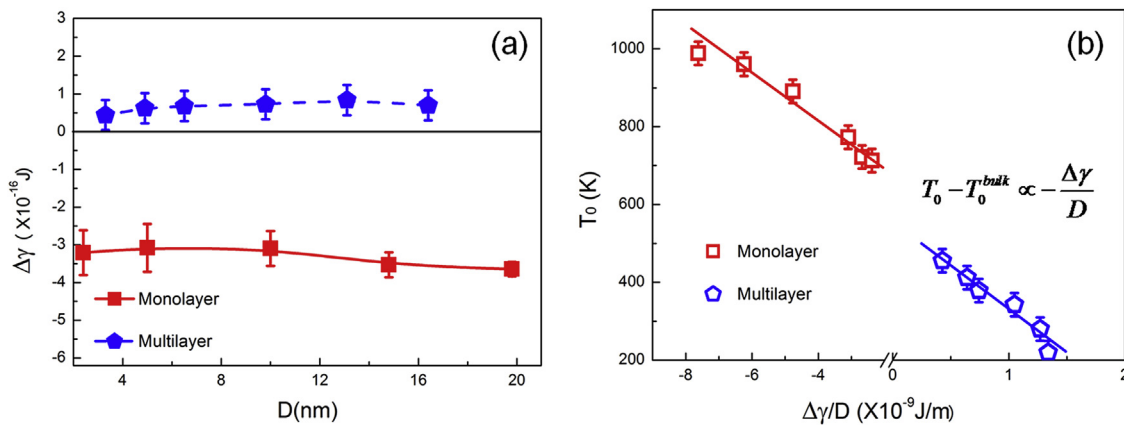 (a)
3
2
1
0
-1
-2
-3
-4
-5
-6
Δγ (X10^-16 J)
Monolayer
Multilayer
4 8 12 16 20
D(nm)
(b)
1000
800
600
400
200
T0 (K)
T0 − T0^bulk ∝ − Δγ/D
Monolayer
Multilayer
-8 -6 -4 0 1 2
Δγ/D (X10^-9 J/m)